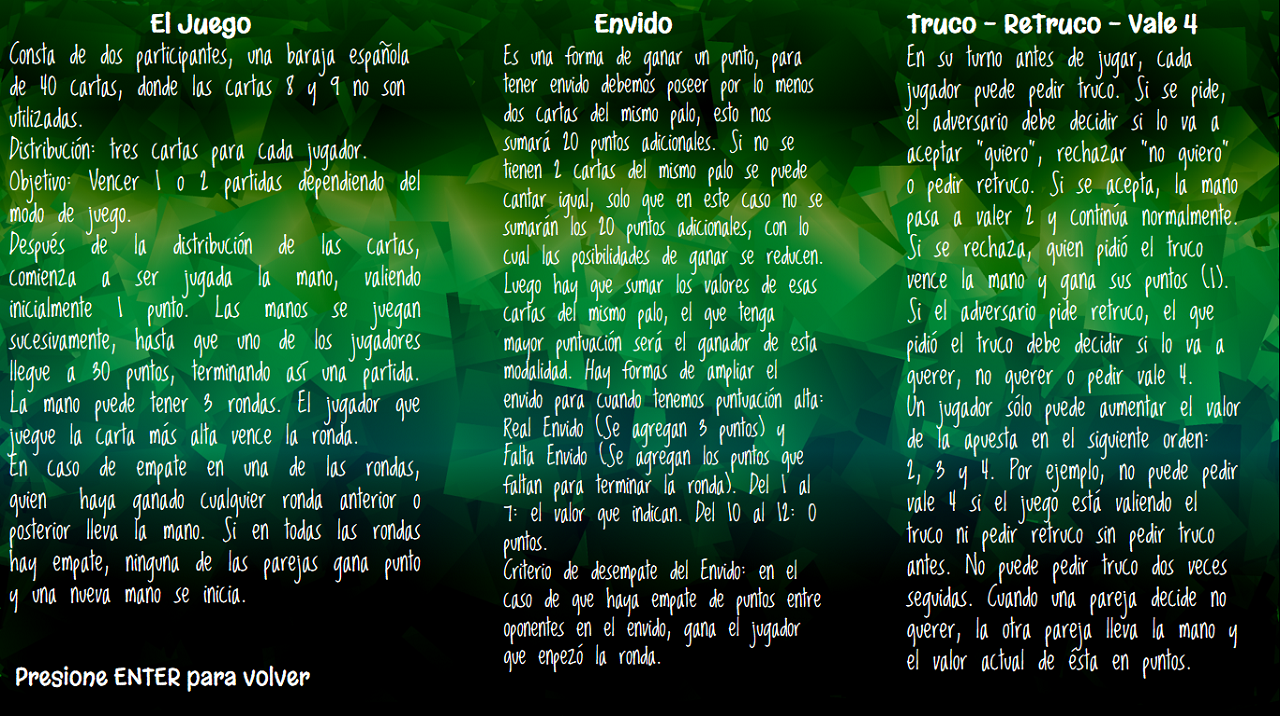 El Juego
Consta de dos participantes, una baraja española
de 40 cartas, donde las cartas 8 y 9 no son
utilizadas.
Distribución: tres cartas para cada jugador.
Objetivo: Vencer 1 o 2 partidas dependiendo del
modo de juego.
Después de la distribución de las cartas,
comienza a ser jugada la mano, valiendo
inicialmente 1 punto. Las manos se juegan
sucesivamente, hasta que uno de los jugadores
llegue a 30 puntos, terminando así una partida.
La mano puede tener 3 rondas. El jugador que
juegue la carta más alta vence la ronda.
En caso de empate en una de las rondas,
quien haya ganado cualquier ronda anterior o
posterior lleva la mano. Si en todas las rondas
hay empate, ninguna de las parejas gana punto
y una nueva mano se inicia.
Presione ENTER para volver
Envido
Es una forma de ganar un punto, para
tener envido debemos poseer por lo menos
dos cartas del mismo palo, esto nos
sumará 20 puntos adicionales. Si no se
tienen 2 cartas del mismo palo se puede
cantar igual, solo que en este caso no se
sumarán los 20 puntos adicionales, con lo
cual las posibilidades de ganar se reducen.
Luego hay que sumar los valores de esas
cartas del mismo palo, el que tenga
mayor puntuación será el ganador de esta
modalidad. Hay formas de ampliar el
envido para cuando tenemos puntuación alta:
Real Envido (Se agregan 3 puntos) y
Falta Envido (Se agregan los puntos que
faltan para terminar la ronda). Del 1 al
7: el valor que indican. Del 10 al 12: 0
puntos.
Criterio de desempate del Envido: en el
caso de que haya empate de puntos entre
oponentes en el envido, gana el jugador
que enpezó la ronda.
Truco - ReTruco - Vale 4
En su turno antes de jugar, cada
jugador puede pedir truco. Si se pide,
el adversario debe decidir si lo va a
aceptar "quiero", rechazar "no quiero"
o pedir retruco. Si se acepta, la mano
pasa a valer 2 y continúa normalmente.
Si se rechaza, quien pidió el truco
vence la mano y gana sus puntos (1).
Si el adversario pide retruco, el que
pidió el truco debe decidir si lo va a
querer, no querer o pedir vale 4.
Un jugador sólo puede aumentar el valor
de la apuesta en el siguiente orden:
2, 3 y 4. Por ejemplo, no puede pedir
vale 4 si el juego está valiendo el
truco ni pedir retruco sin pedir truco
antes. No puede pedir truco dos veces
seguidas. Cuando una pareja decide no
querer, la otra pareja lleva la mano y
el valor actual de ésta en puntos.